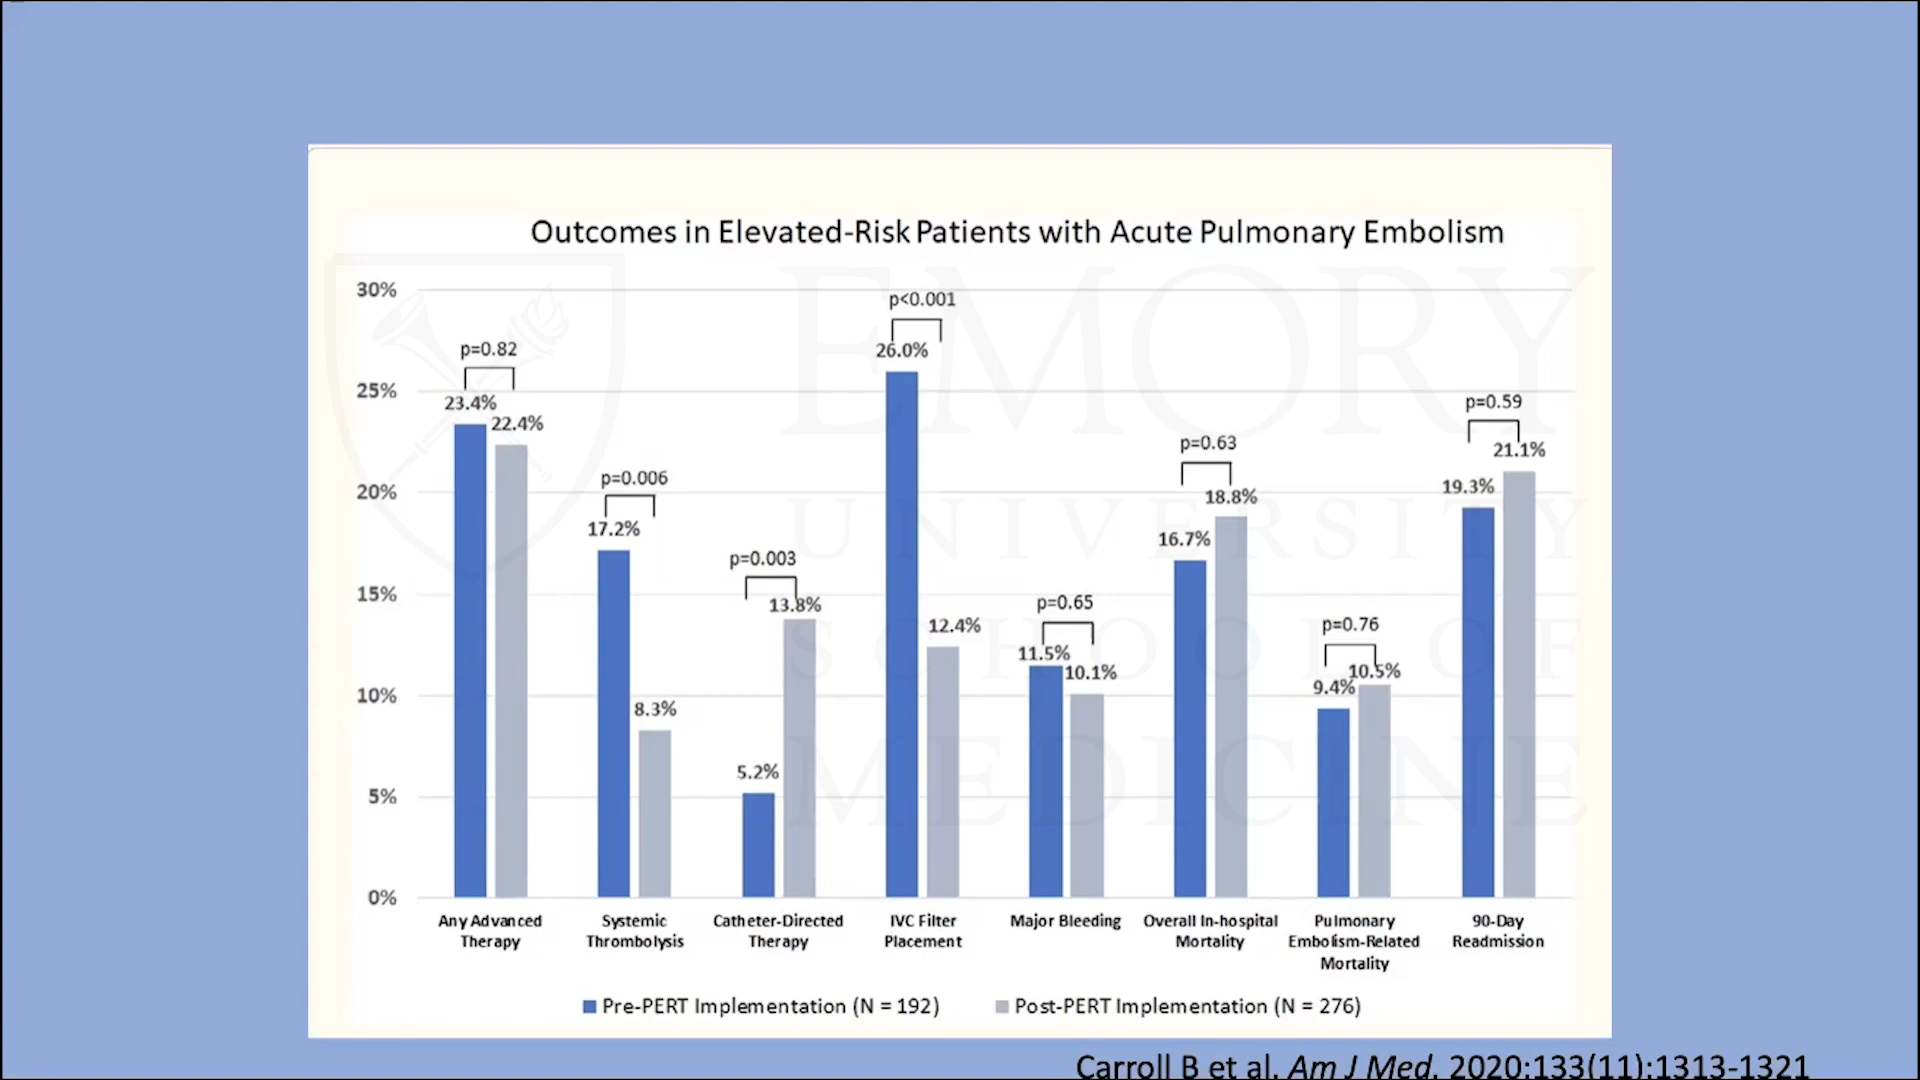 Outcomes in Elevated-Risk Patients with Acute Pulmonary Embolism
30%
25%
20%
15%
10%
5%
0%
p=0.82
23.4%
22.4%
p=0.006
17.2%
8.3%
p=0.003
5.2%
13.8%
p<0.001
26.0%
12.4%
p=0.65
11.5%
10.1%
p=0.63
16.7%
18.8%
p=0.76
9.4%
10.5%
p=0.59
19.3%
21.1%
Any Advanced
Therapy
Systemic
Thrombolysis
Catheter-Directed
Therapy
IVC Filter
Placement
Major Bleeding
Overall In-hospital
Mortality
Pulmonary
Embolism-Related
Mortality
90-Day
Readmission
Pre-PERT Implementation (N = 192)
Post-PERT Implementation (N = 276)
EMORY
UNIVERSITY
SCHOOL OF
MEDICINE
Carroll B et al. Am J Med. 2020;133(11):1313-1321